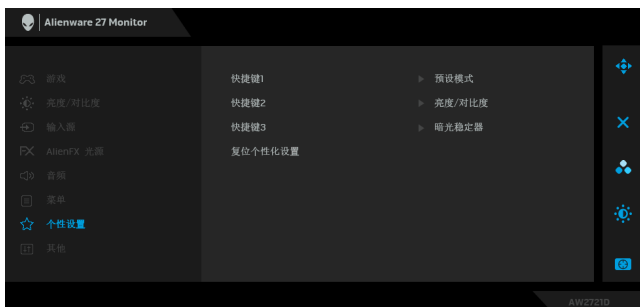 Alienware 27 Monitor
游戏
亮度/对比度
输入源
AlienFX 光源
音频
菜单
个性设置
其他
快捷键1 预设模式
快捷键2 亮度/对比度
快捷键3 暗光稳定器
复位个性化设置
AW2721D